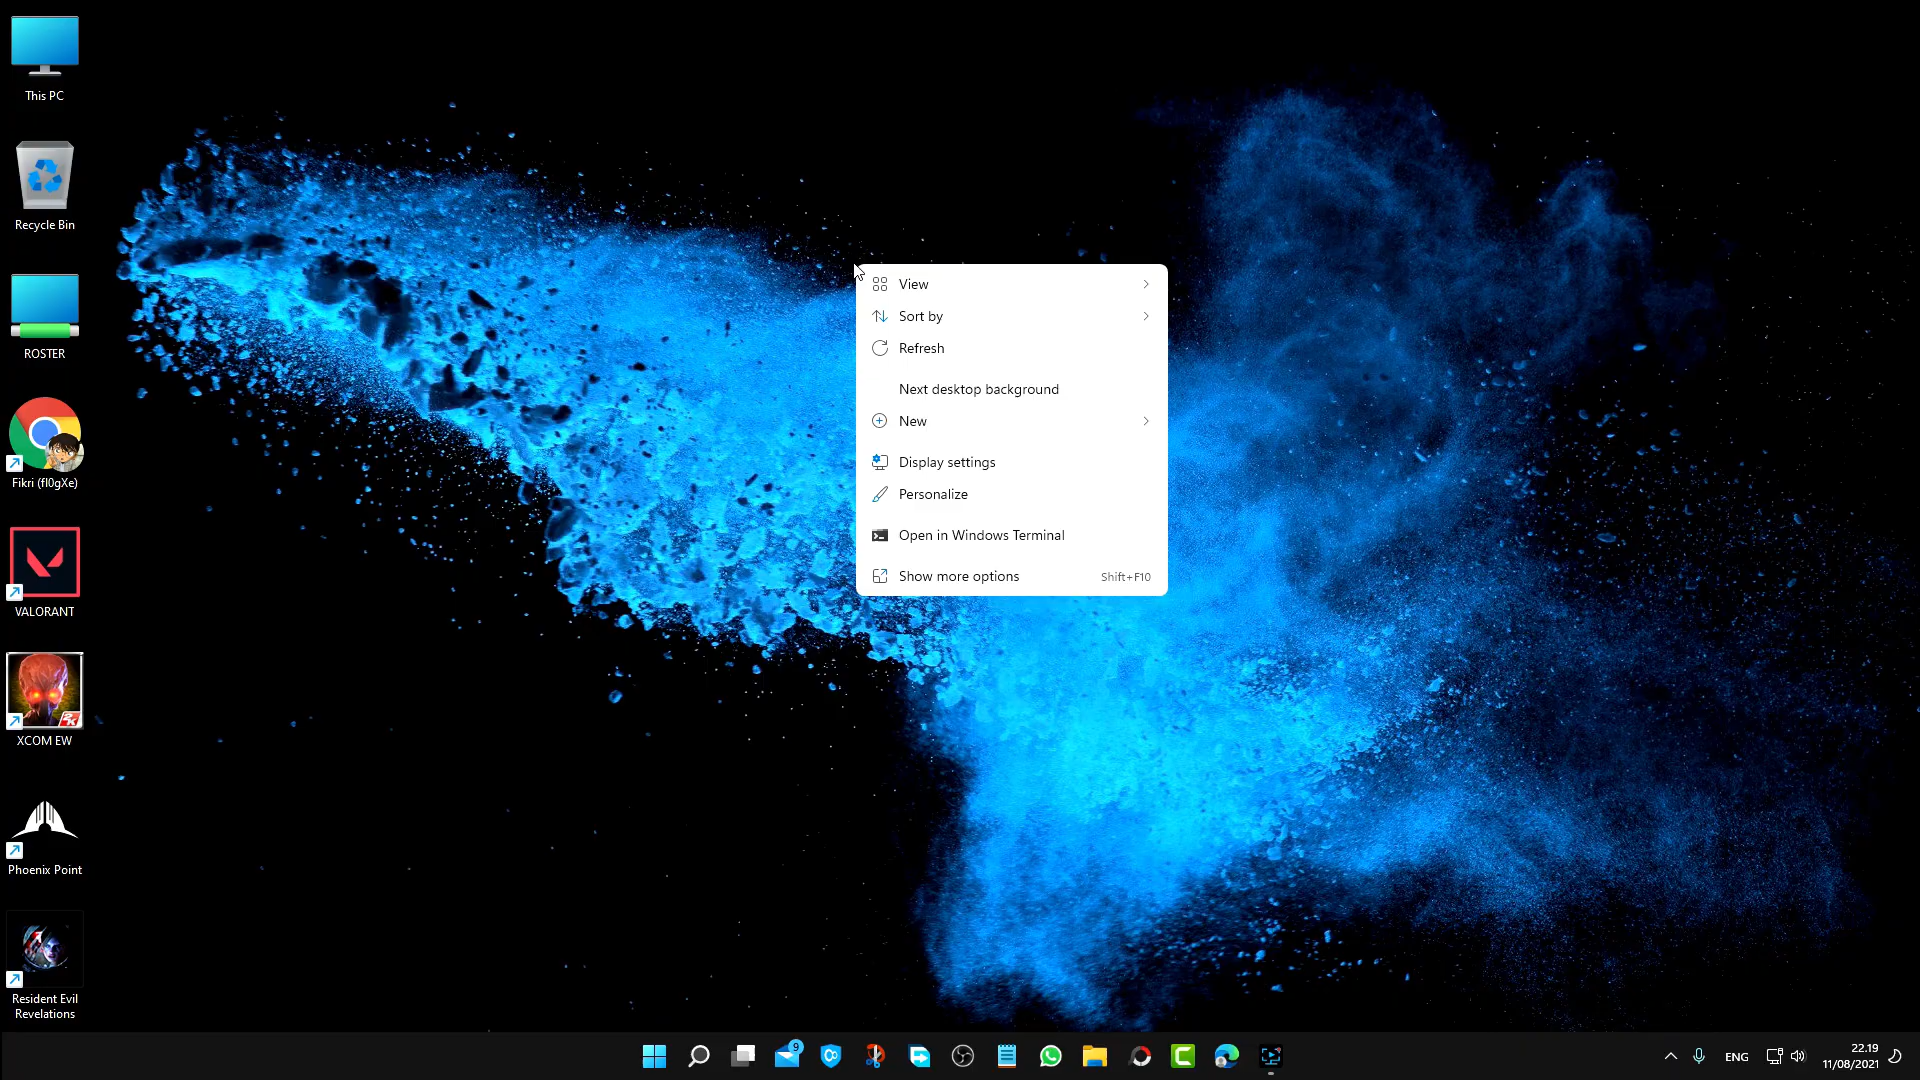 This PC
Recycle Bin
ROSTER
Fikri (fl0gXe)
VALORANT
2K
XCOM EW
Phoenix Point
Resident Evil
Revelations
View
Sort by
Refresh
Next desktop background
New
Display settings
Personalize
Open in Windows Terminal
Show more options Shift+F10
9
ENG
22.19
11/08/2021